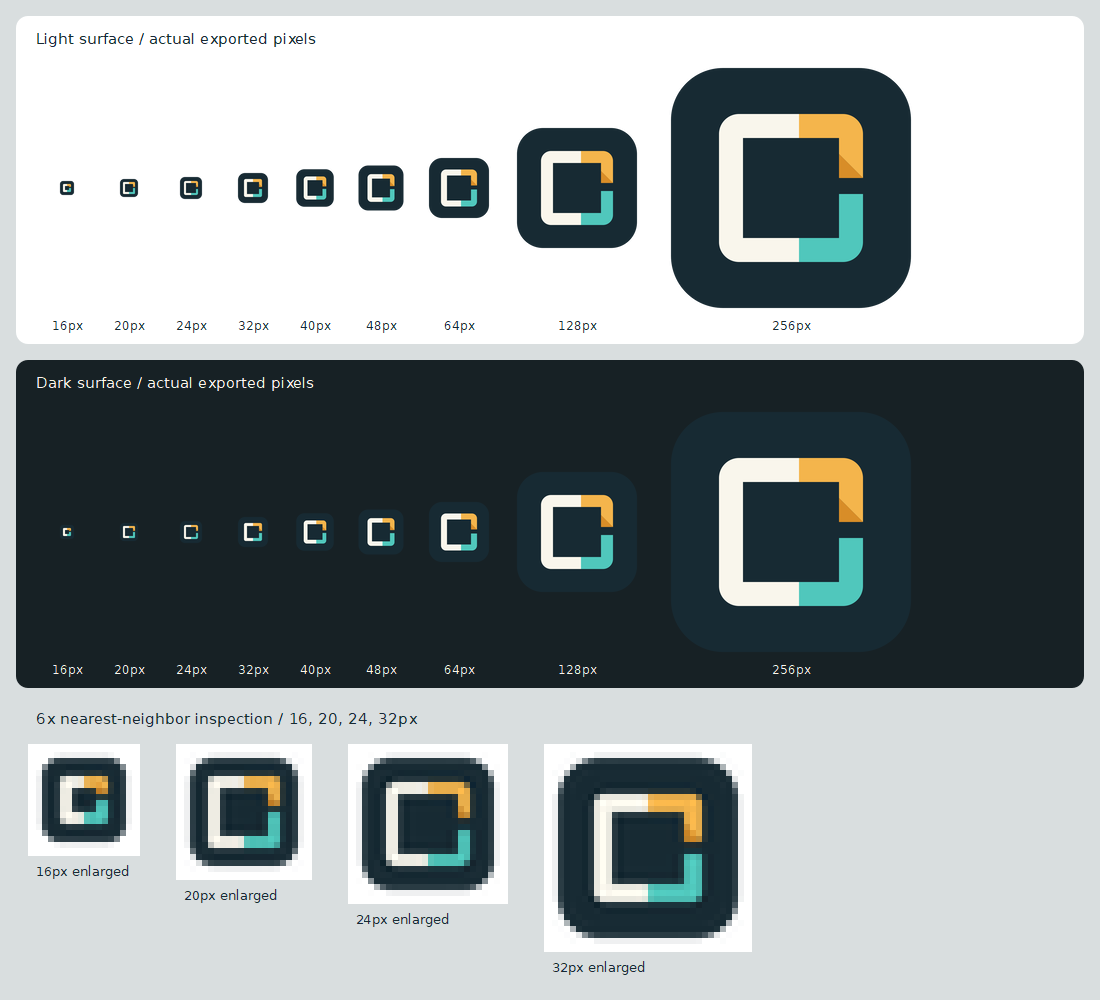 Light surface / actual exported pixels
16px 20px 24px 32px 40px 48px 64px 128px 256px
Dark surface / actual exported pixels
16px 20px 24px 32px 40px 48px 64px 128px 256px
6x nearest-neighbor inspection / 16, 20, 24, 32px
16px enlarged
20px enlarged
24px enlarged
32px enlarged